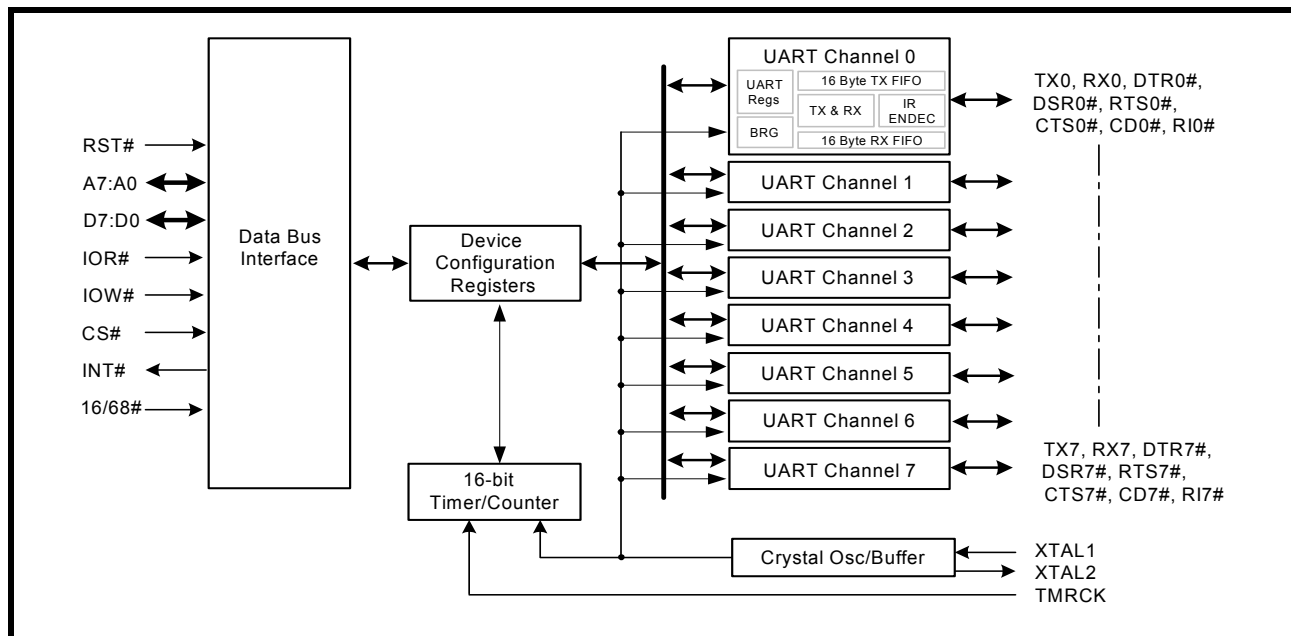 RST#
A7:A0
D7:D0
IOR#
IOW#
CS#
INT#
16/68#
Data Bus
Interface
Device
Configuration
Registers
16-bit
Timer/Counter
UART Channel 0
UART
Regs
BRG
16 Byte TX FIFO
TX & RX
IR
ENDEC
16 Byte RX FIFO
UART Channel 1
UART Channel 2
UART Channel 3
UART Channel 4
UART Channel 5
UART Channel 6
UART Channel 7
Crystal Osc/Buffer
TX0, RX0, DTR0#,
DSR0#, RTS0#,
CTS0#, CD0#, RI0#
TX7, RX7, DTR7#,
DSR7#, RTS7#,
CTS7#, CD7#, RI7#
XTAL1
XTAL2
TMRCK